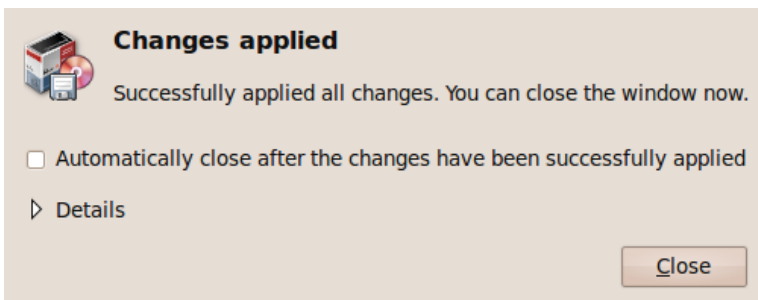 Changes applied
Successfully applied all changes. You can close the window now.
Automatically close after the changes have been successfully applied
Details
Close